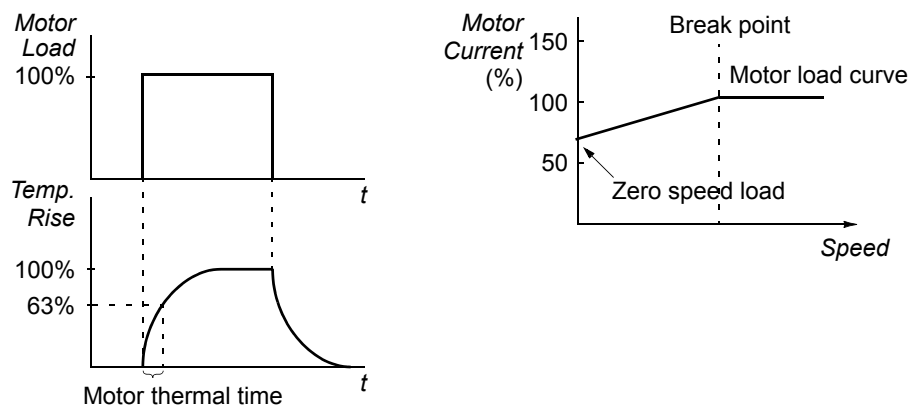 Motor
Load
100%
t
Temp.
Rise
100%
63%
t
Motor thermal time
Motor
Current
(%)
150
100
50
Break point
Motor load curve
Zero speed load
Speed